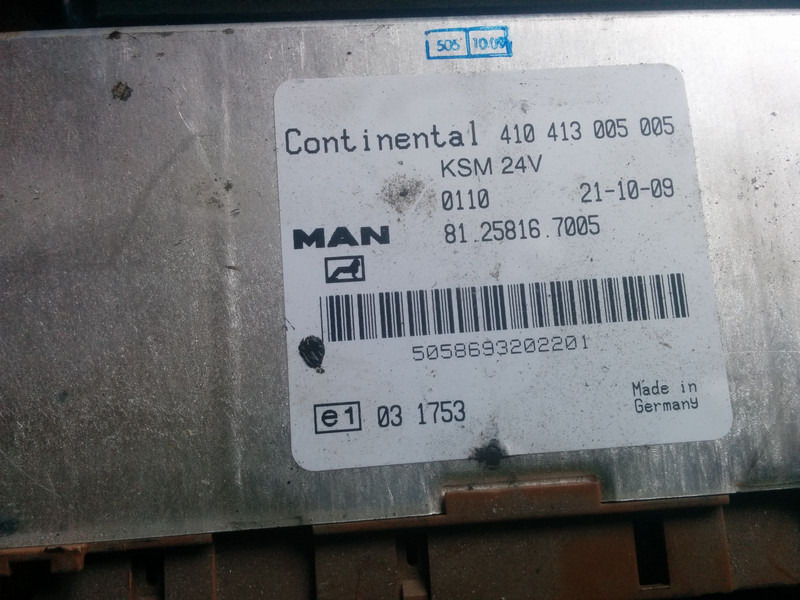 505 10.09
Continental 410 413 005 005
KSM 24V
0110 21-10-09
MAN 81.25816.7005
5058693202201
e1 03 1753
Made in
Germany